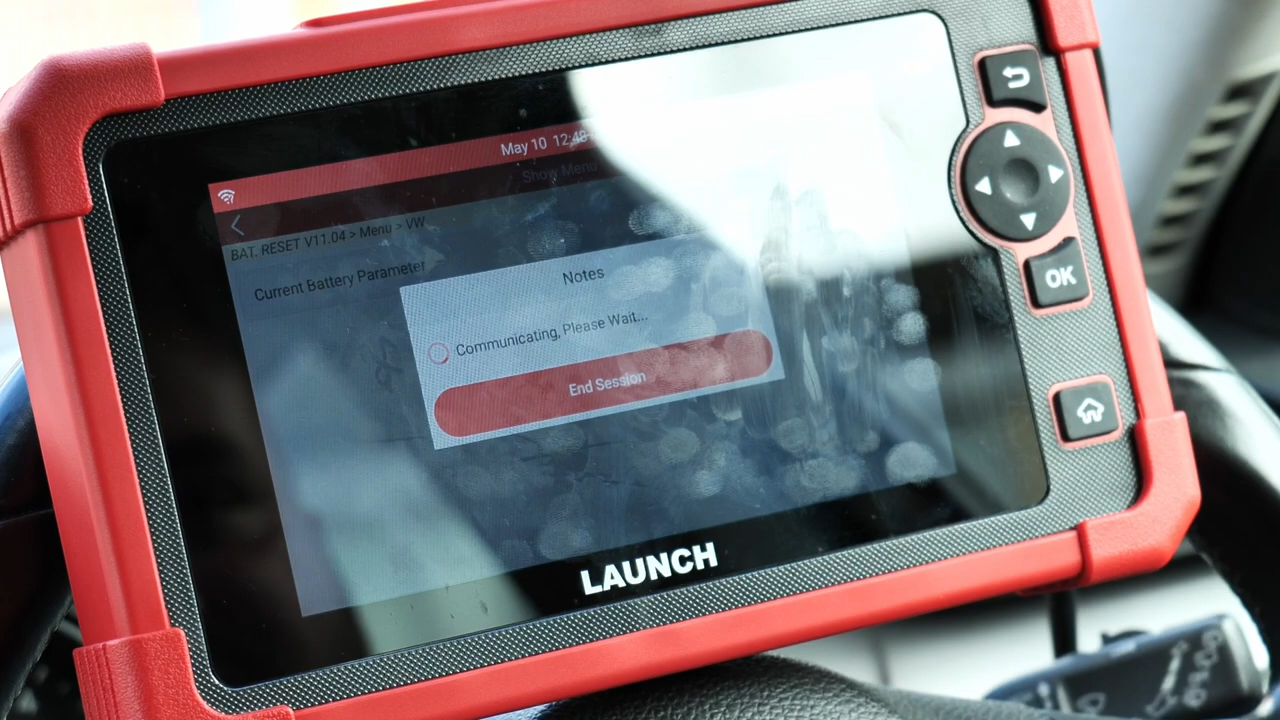 May 10 12:48
Show Menu
BAT. RESET V11.04 > Menu > VW
Current Battery Parameter
Notes
Communicating, Please Wait...
End Session
LAUNCH
OK